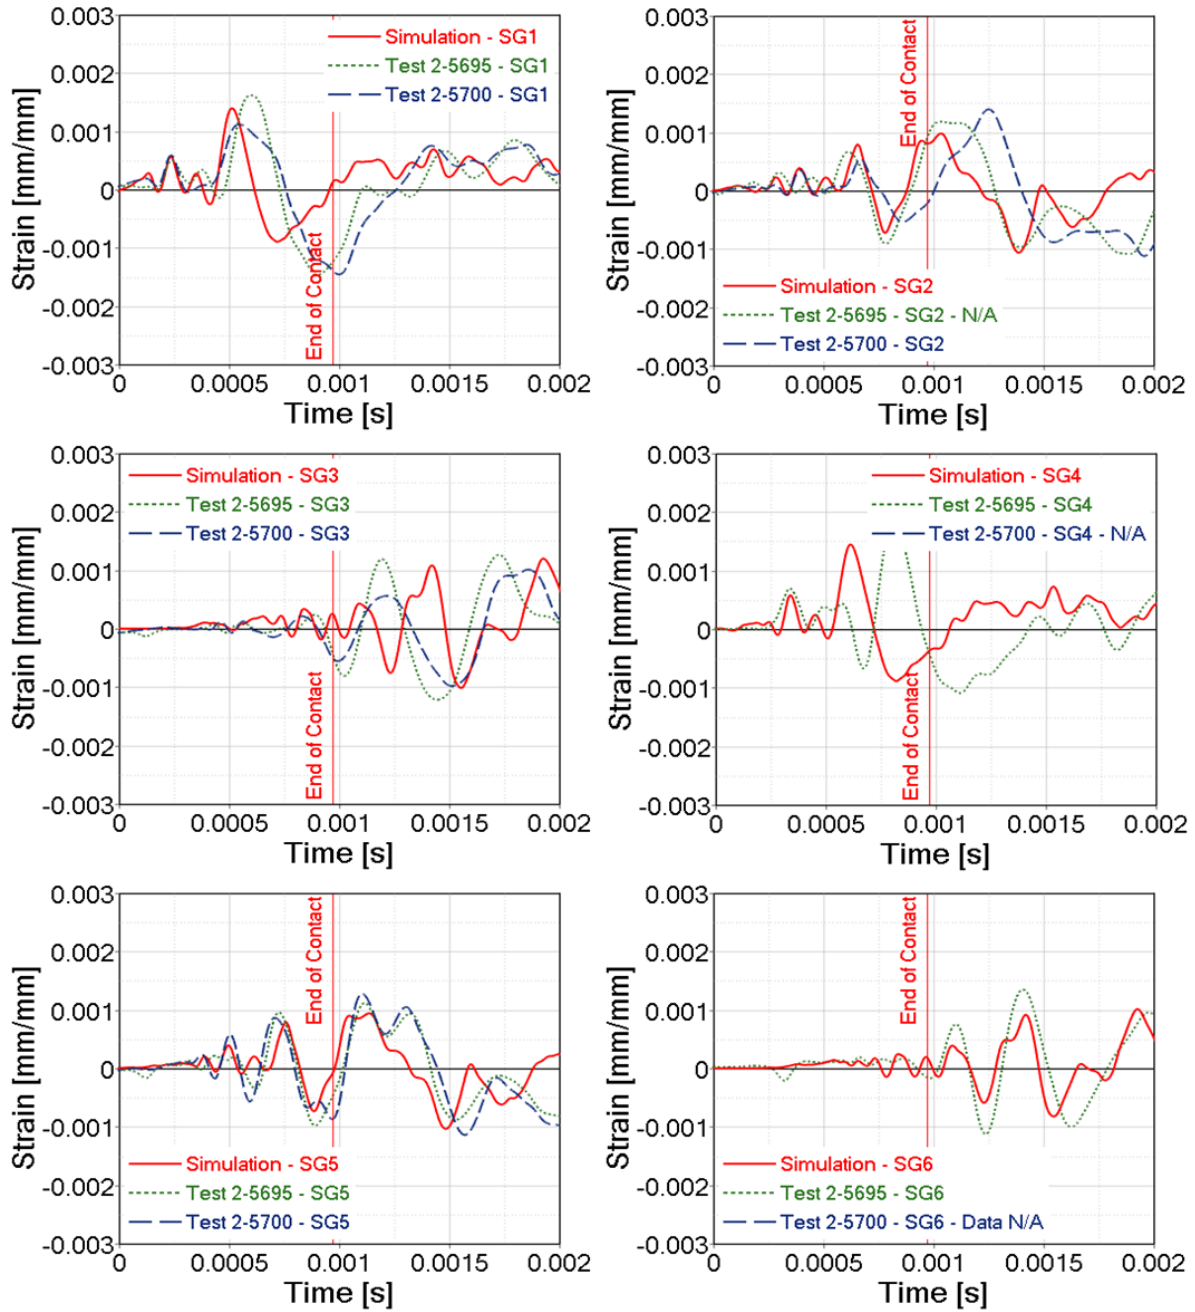 0.003
0.002
0.001
0
-0.001
-0.002
-0.003
Strain [mm/mm]
Simulation - SG1
Test 2-5695 - SG1
Test 2-5700 - SG1
End of Contact
0 0.0005 0.001 0.0015 0.002
Time [s]
0.003
0.002
0.001
0
-0.001
-0.002
-0.003
Strain [mm/mm]
End of Contact
Simulation - SG2
Test 2-5695 - SG2 - N/A
Test 2-5700 - SG2
0 0.0005 0.001 0.0015 0.002
Time [s]
0.003
0.002
0.001
0
-0.001
-0.002
-0.003
Strain [mm/mm]
Simulation - SG3
Test 2-5695 - SG3
Test 2-5700 - SG3
End of Contact
0 0.0005 0.001 0.0015 0.002
Time [s]
0.003
0.002
0.001
0
-0.001
-0.002
-0.003
Strain [mm/mm]
Simulation - SG4
Test 2-5695 - SG4
Test 2-5700 - SG4 - N/A
End of Contact
0 0.0005 0.001 0.0015 0.002
Time [s]
0.003
0.002
0.001
0
-0.001
-0.002
-0.003
Strain [mm/mm]
End of Contact
Simulation - SG5
Test 2-5695 - SG5
Test 2-5700 - SG5
0 0.0005 0.001 0.0015 0.002
Time [s]
0.003
0.002
0.001
0
-0.001
-0.002
-0.003
Strain [mm/mm]
End of Contact
Simulation - SG6
Test 2-5695 - SG6
Test 2-5700 - SG6 - Data N/A
0 0.0005 0.001 0.0015 0.002
Time [s]